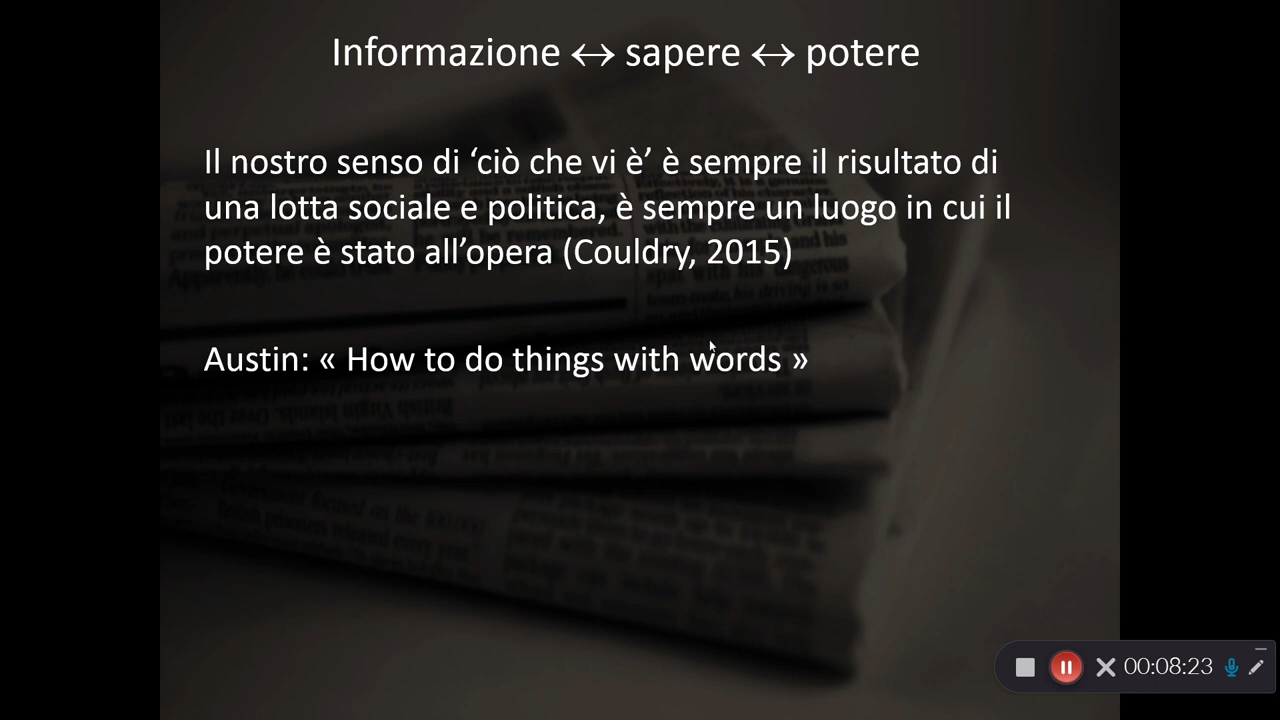 Informazione ↔ sapere ↔ potere
Il nostro senso di ‘ciò che vi è’ è sempre il risultato di
una lotta sociale e politica, è sempre un luogo in cui il
potere è stato all’opera (Couldry, 2015)
Austin: « How to do things with words »
00:08:23